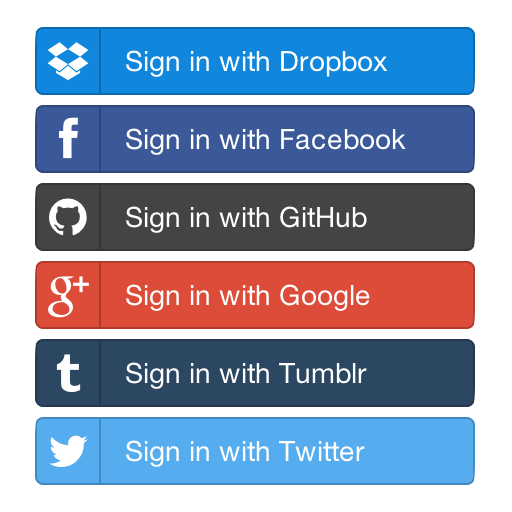 Sign in with Dropbox
Sign in with Facebook
Sign in with GitHub
Sign in with Google
Sign in with Tumblr
Sign in with Twitter